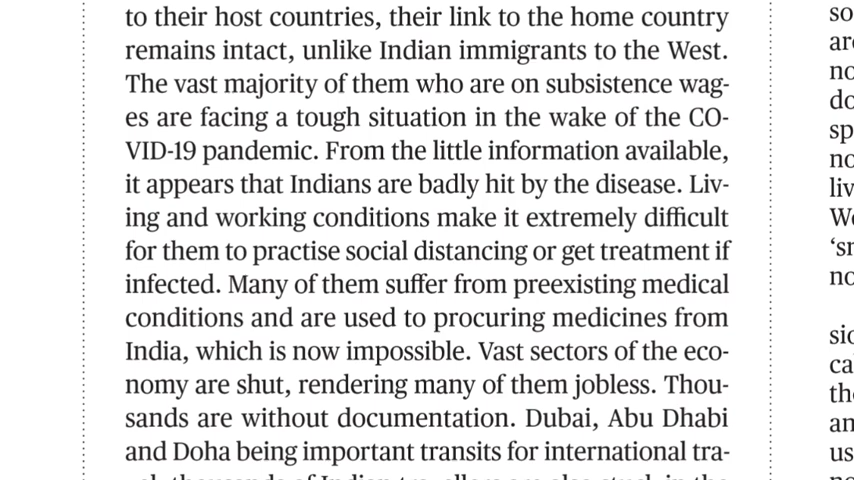 to their host countries, their link to the home country
remains intact, unlike Indian immigrants to the West.
The vast majority of them who are on subsistence wag-
es are facing a tough situation in the wake of the CO-
VID-19 pandemic. From the little information available,
it appears that Indians are badly hit by the disease. Liv-
ing and working conditions make it extremely difficult
for them to practise social distancing or get treatment if
infected. Many of them suffer from preexisting medical
conditions and are used to procuring medicines from
India, which is now impossible. Vast sectors of the eco-
nomy are shut, rendering many of them jobless. Thou-
sands are without documentation. Dubai, Abu Dhabi
and Doha being important transits for international tra-